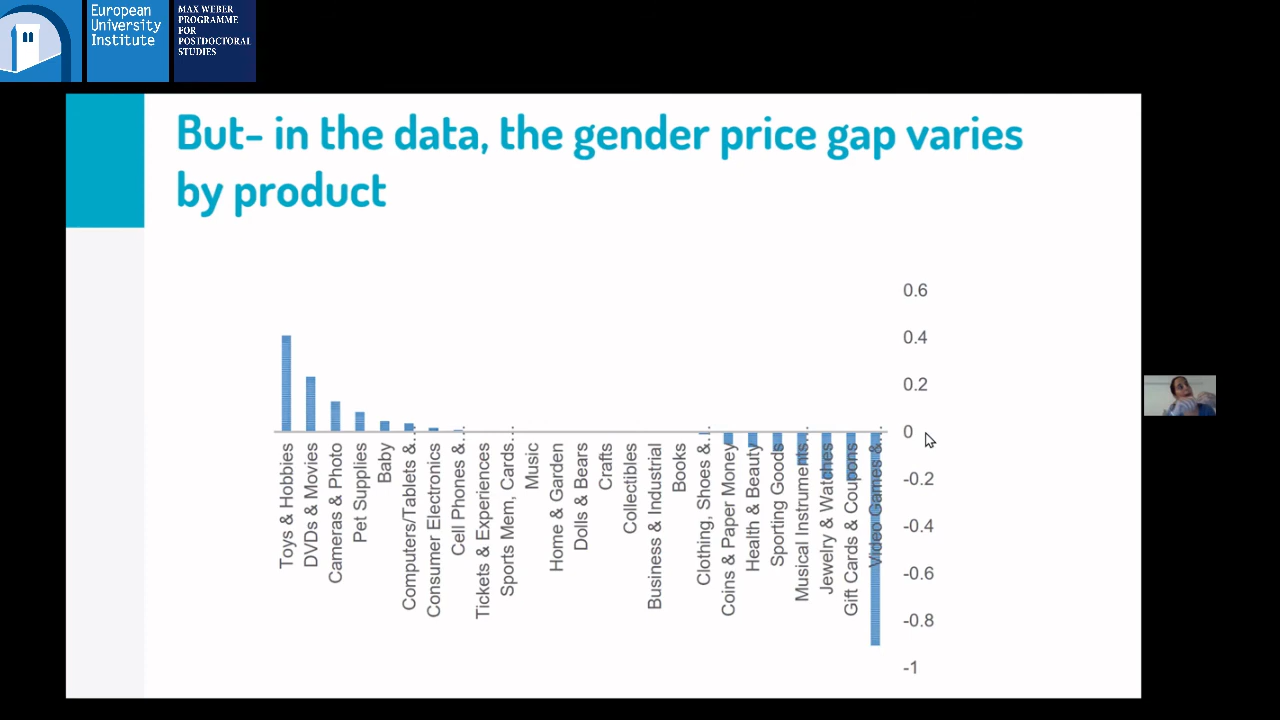 European
University
Institute
MAX WEBER
PROGRAMME
FOR
POSTDOCTORAL
STUDIES
But- in the data, the gender price gap varies
by product
0.6
0.4
0.2
0
-0.2
-0.4
-0.6
-0.8
-1
Toys & Hobbies
DVDs & Movies
Cameras & Photo
Pet Supplies
Baby
Computers/Tablets &…
Consumer Electronics
Cell Phones &…
Tickets & Experiences
Sports Mem, Cards…
Music
Home & Garden
Dolls & Bears
Crafts
Collectibles
Business & Industrial
Books
Clothing, Shoes &…
Coins & Paper Money
Health & Beauty
Sporting Goods
Musical Instruments…
Jewelry & Watches
Gift Cards & Coupons
Video Games &…